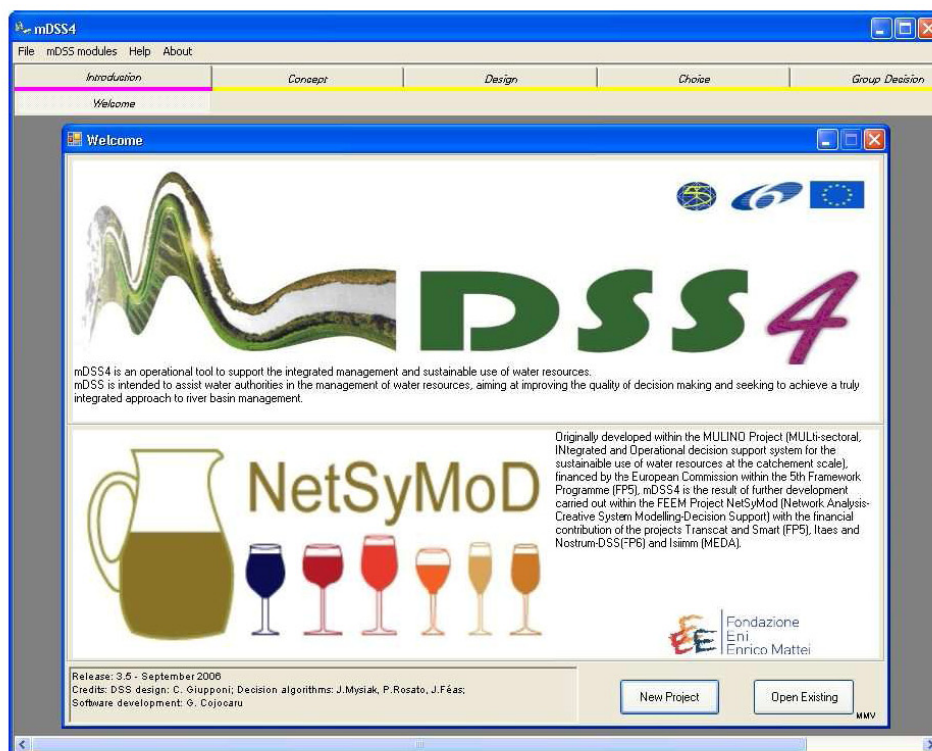 mDSS4
File mDSS modules Help About
Introduction Concept Design Choice Group Decision
Welcome
Welcome
DSS 4
mDSS4 is an operational tool to support the integrated management and sustainable use of water resources.
mDSS is intended to assist water authorities in the management of water resources, aiming at improving the quality of decision making and seeking to achieve a truly
integrated approach to river basin management.
NetSyMoD
Originally developed within the MULINO Project (MULti-sectoral,
INtegrated and Operational decision support system for the
sustainaible use of water resources at the catchement scale),
financed by the European Commission within the 5th Framework
Programme (FP5), mDSS4 is the result of further development
carried out within the FEEM Project NetSyMod (Network Analysis-
Creative System Modelling-Decision Support) with the financial
contribution of the projects Transcat and Smart (FP5), Itaes and
Nostrum-DSS(FP6) and Isiimm (MEDA).
Fondazione
Eni
Enrico Mattei
Release: 3.5 - September 2006
Credits: DSS design: C. Giupponi; Decision algorithms: J.Mysiak, P.Rosato, J.Féas;
Software development: G. Cojocaru
New Project Open Existing
MMV